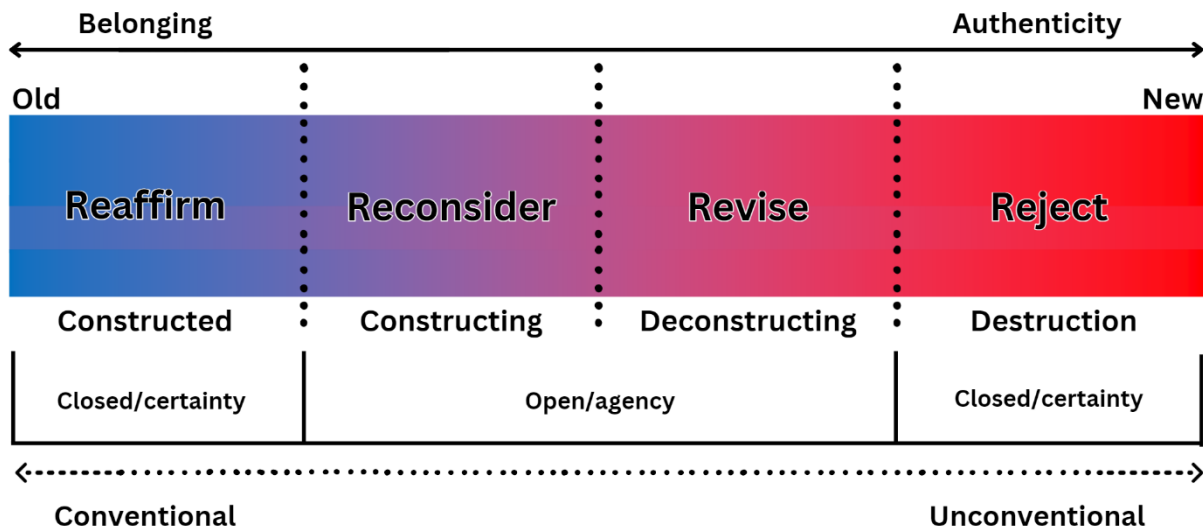 Belonging Authenticity
Old New
Reaffirm Reconsider Revise Reject
Constructed Constructing Deconstructing Destruction
Closed/certainty Open/agency Closed/certainty
Conventional Unconventional